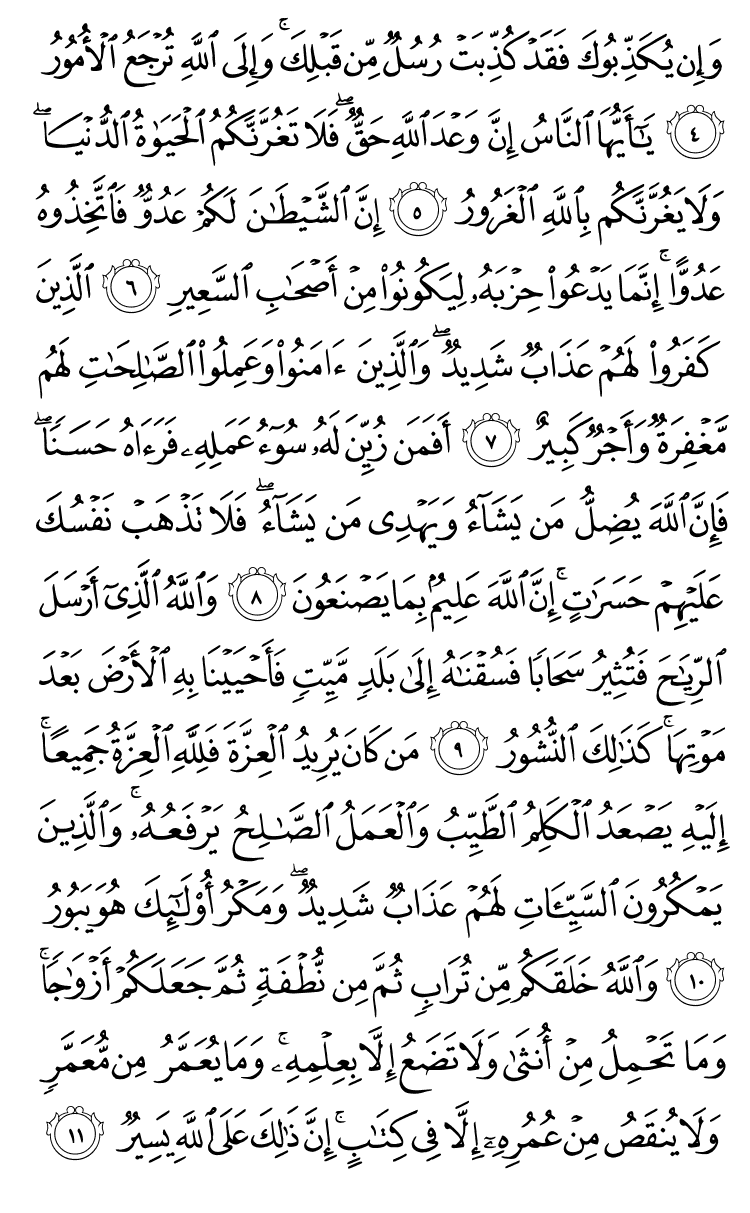 وَإِن يُكَذِّبُوكَ فَقَدۡ كُذِّبَتۡ رُسُلٞ مِّن قَبۡلِكَۚ وَإِلَى ٱللَّهِ تُرۡجَعُ ٱلۡأُمُورُ
٤ يَٰٓأَيُّهَا ٱلنَّاسُ إِنَّ وَعۡدَ ٱللَّهِ حَقّٞۖ فَلَا تَغُرَّنَّكُمُ ٱلۡحَيَوٰةُ ٱلدُّنۡيَا ۖ
وَلَا يَغُرَّنَّكُم بِٱللَّهِ ٱلۡغَرُورُ ٥ إِنَّ ٱلشَّيۡطَٰنَ لَكُمۡ عَدُوّٞ فَٱتَّخِذُوهُ
عَدُوًّاۚ إِنَّمَا يَدۡعُواْ حِزۡبَهُۥ لِيَكُونُواْ مِنۡ أَصۡحَٰبِ ٱلسَّعِيرِ ٦ ٱلَّذِينَ
كَفَرُواْ لَهُمۡ عَذَابٞ شَدِيدٞۖ وَٱلَّذِينَ ءَامَنُواْ وَعَمِلُواْ ٱلصَّٰلِحَٰتِ لَهُم
مَّغۡفِرَةٞ وَأَجۡرٞ كَبِيرٌ ٧ أَفَمَن زُيِّنَ لَهُۥ سُوٓءُ عَمَلِهِۦ فَرَءَاهُ حَسَنٗاۖ
فَإِنَّ ٱللَّهَ يُضِلُّ مَن يَشَآءُ وَيَهۡدِي مَن يَشَآءُۖ فَلَا تَذۡهَبۡ نَفۡسُكَ
عَلَيۡهِمۡ حَسَرَٰتٍۚ إِنَّ ٱللَّهَ عَلِيمُۢ بِمَا يَصۡنَعُونَ ٨ وَٱللَّهُ ٱلَّذِيٓ أَرۡسَلَ
ٱلرِّيَٰحَ فَتُثِيرُ سَحَابٗا فَسُقۡنَٰهُ إِلَىٰ بَلَدٖ مَّيِّتٖ فَأَحۡيَيۡنَا بِهِ ٱلۡأَرۡضَ بَعۡدَ
مَوۡتِهَاۚ كَذَٰلِكَ ٱلنُّشُورُ ٩ مَن كَانَ يُرِيدُ ٱلۡعِزَّةَ فَلِلَّهِ ٱلۡعِزَّةُ جَمِيعًاۚ
إِلَيۡهِ يَصۡعَدُ ٱلۡكَلِمُ ٱلطَّيِّبُ وَٱلۡعَمَلُ ٱلصَّٰلِحُ يَرۡفَعُهُۥۚ وَٱلَّذِينَ
يَمۡكُرُونَ ٱلسَّيِّـَٔاتِ لَهُمۡ عَذَابٞ شَدِيدٞۖ وَمَكۡرُ أُوْلَٰٓئِكَ هُوَ يَبُورُ
١٠ وَٱللَّهُ خَلَقَكُم مِّن تُرَابٖ ثُمَّ مِن نُّطۡفَةٖ ثُمَّ جَعَلَكُمۡ أَزۡوَٰجٗاۚ
وَمَا تَحۡمِلُ مِنۡ أُنثَىٰ وَلَا تَضَعُ إِلَّا بِعِلۡمِهِۦۚ وَمَا يُعَمَّرُ مِن مُّعَمَّرٖ
وَلَا يُنقَصُ مِنۡ عُمُرِهِۦٓ إِلَّا فِي كِتَٰبٍۚ إِنَّ ذَٰلِكَ عَلَى ٱللَّهِ يَسِيرٞ ١١